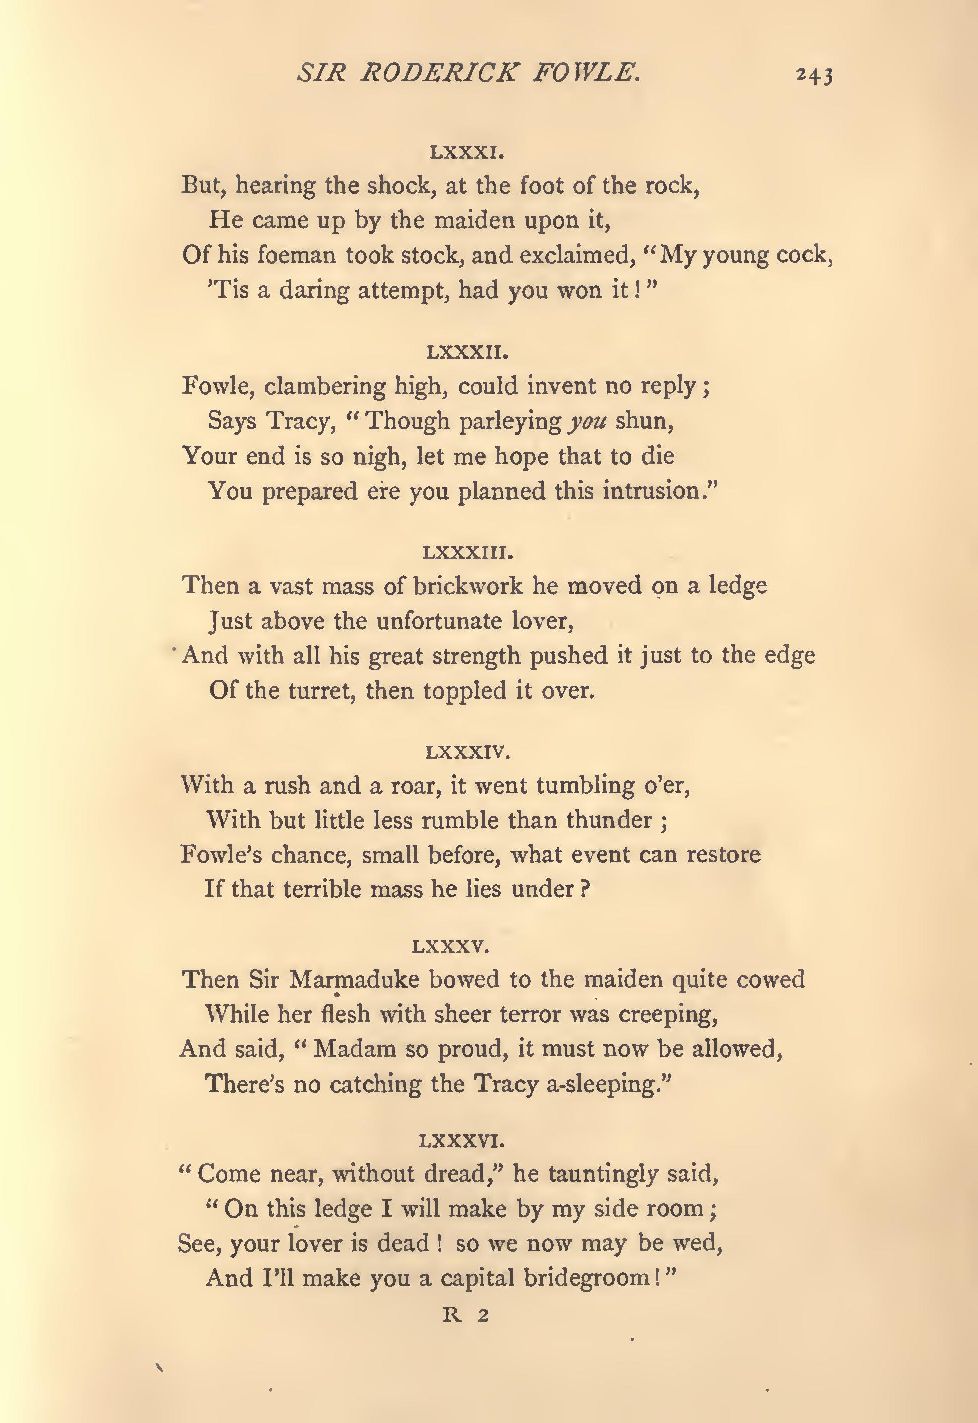 SIR RODERICK FOWLE. 243
LXXXI.
But, hearing the shock, at the foot of the rock,
He came up by the maiden upon it,
Of his foeman took stock, and exclaimed, “My young cock,
’Tis a daring attempt, had you won it!”
LXXXII.
Fowle, clambering high, could invent no reply;
Says Tracy, “Though parleying you shun,
Your end is so nigh, let me hope that to die
You prepared ere you planned this intrusion.”
LXXXIII.
Then a vast mass of brickwork he moved on a ledge
Just above the unfortunate lover,
And with all his great strength pushed it just to the edge
Of the turret, then toppled it over.
LXXXIV.
With a rush and a roar, it went tumbling o’er,
With but little less rumble than thunder;
Fowle’s chance, small before, what event can restore
If that terrible mass he lies under?
LXXXV.
Then Sir Marmaduke bowed to the maiden quite cowed
While her flesh with sheer terror was creeping,
And said, “Madam so proud, it must now be allowed,
There’s no catching the Tracy a-sleeping.”
LXXXVI.
“Come near, without dread,” he tauntingly said,
“On this ledge I will make by my side room;
See, your lover is dead! so we now may be wed,
And I’ll make you a capital bridegroom!”
R 2